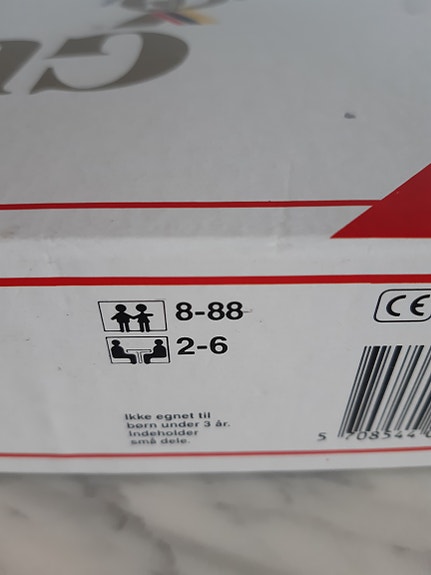 8-88
CE
2-6
Ikke egnet til
børn under 3 år.
Indeholder
små dele.
5 708544